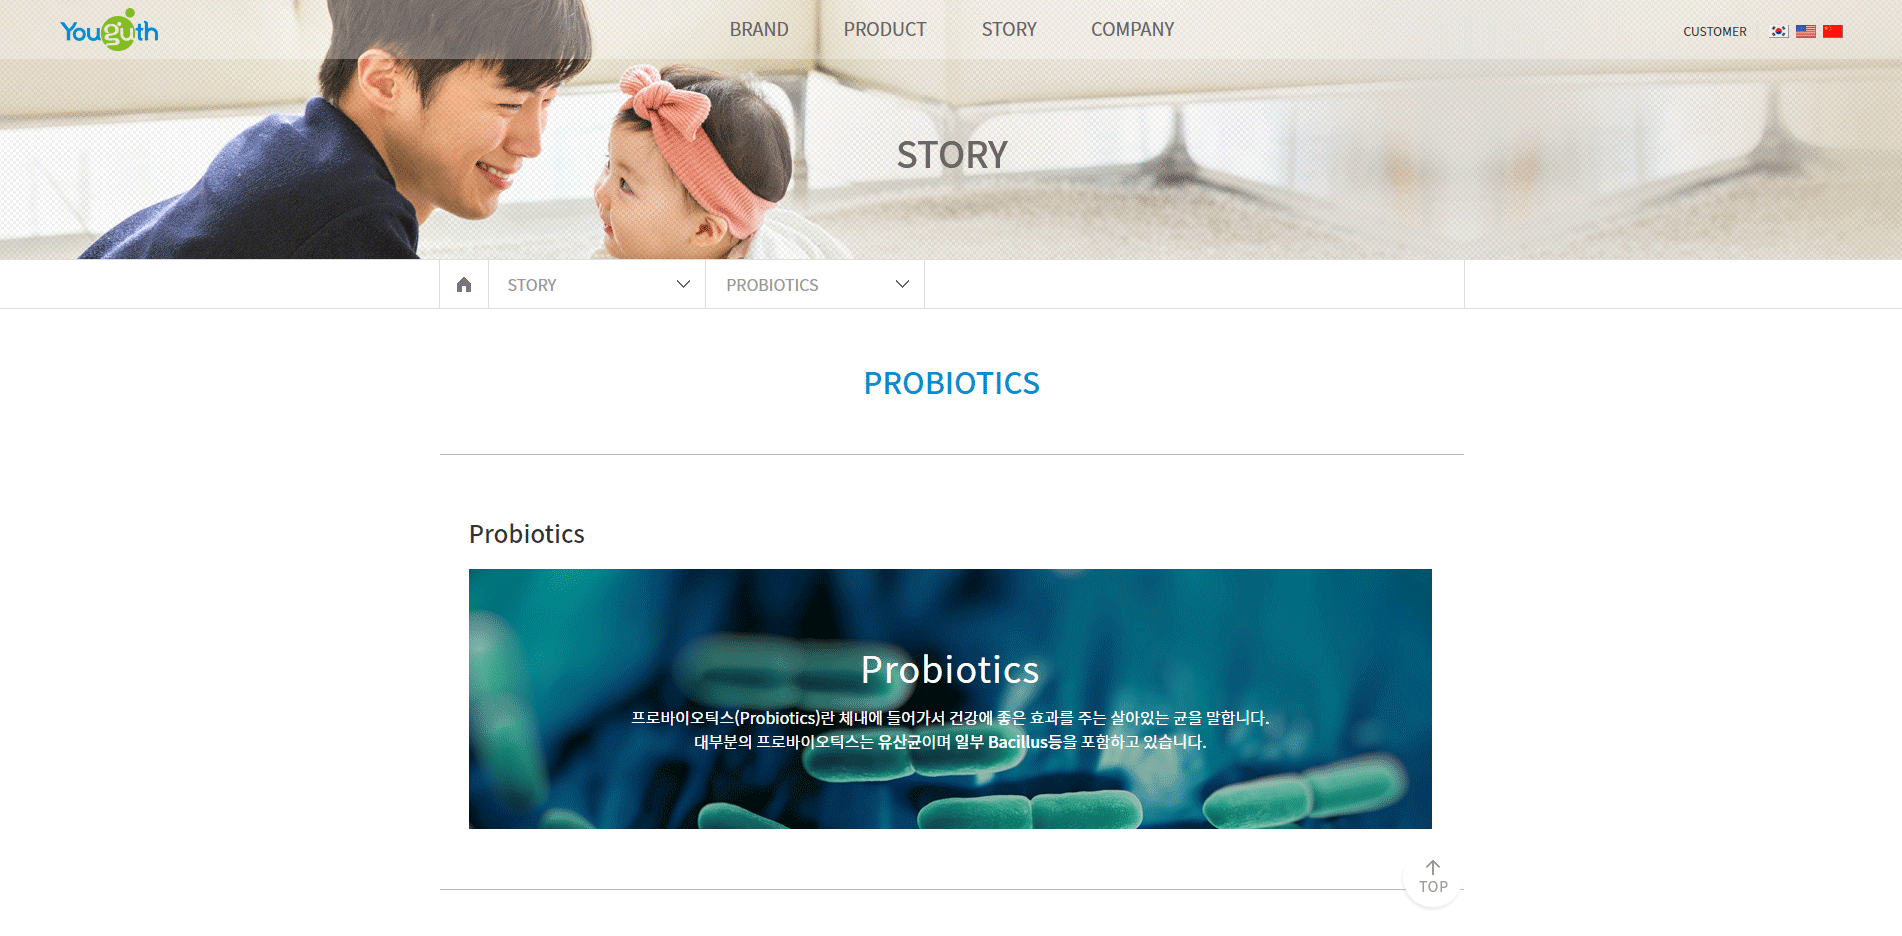 Youguth
BRAND
PRODUCT
STORY
COMPANY
CUSTOMER
STORY
STORY
PROBIOTICS
PROBIOTICS
Probiotics
Probiotics
프로바이오틱스(Probiotics)란 체내에 들어가서 건강에 좋은 효과를 주는 살아있는 균을 말합니다.
대부분의 프로바이오틱스는 유산균이며 일부 Bacillus등을 포함하고 있습니다.
TOP